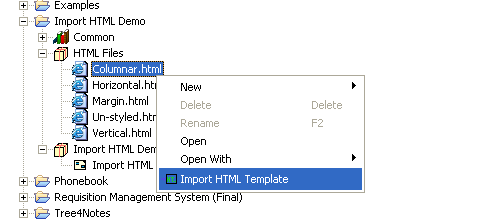 Examples
Import HTML Demo
Common
HTML Files
Columnar.html
Horizontal.htm
Margin.html
Un-styled.htm
Vertical.html
Import HTML Dem
Import HTML
Phonebook
Requisition Management System (Final)
Tree4Notes
New
Delete Delete
Rename F2
Open
Open With
Import HTML Template